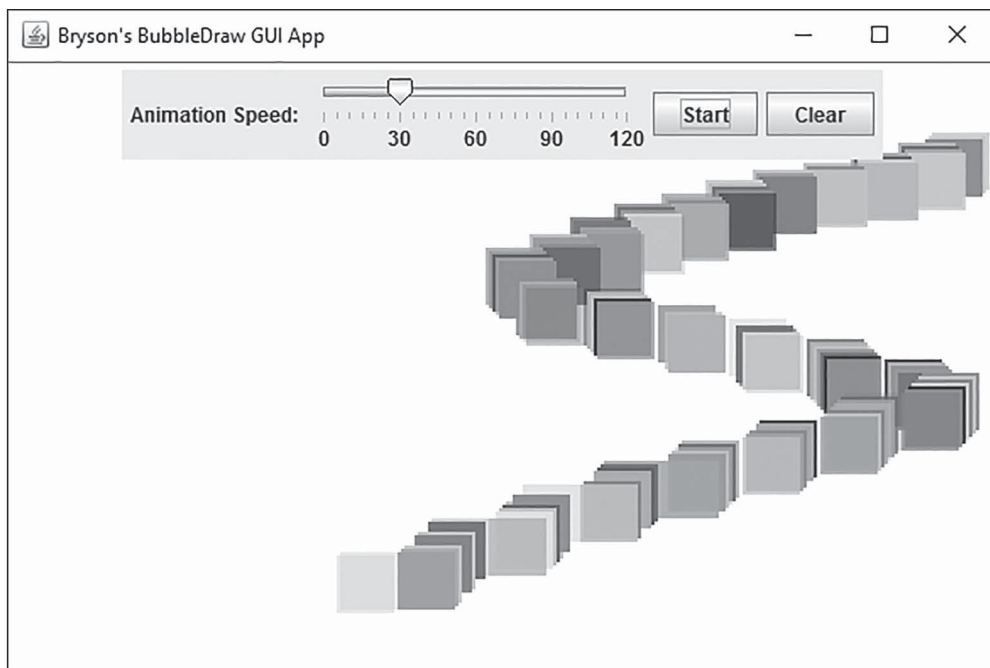 Bryson's BubbleDraw GUI App
Animation Speed:
0 30 60 90 120
Start
Clear